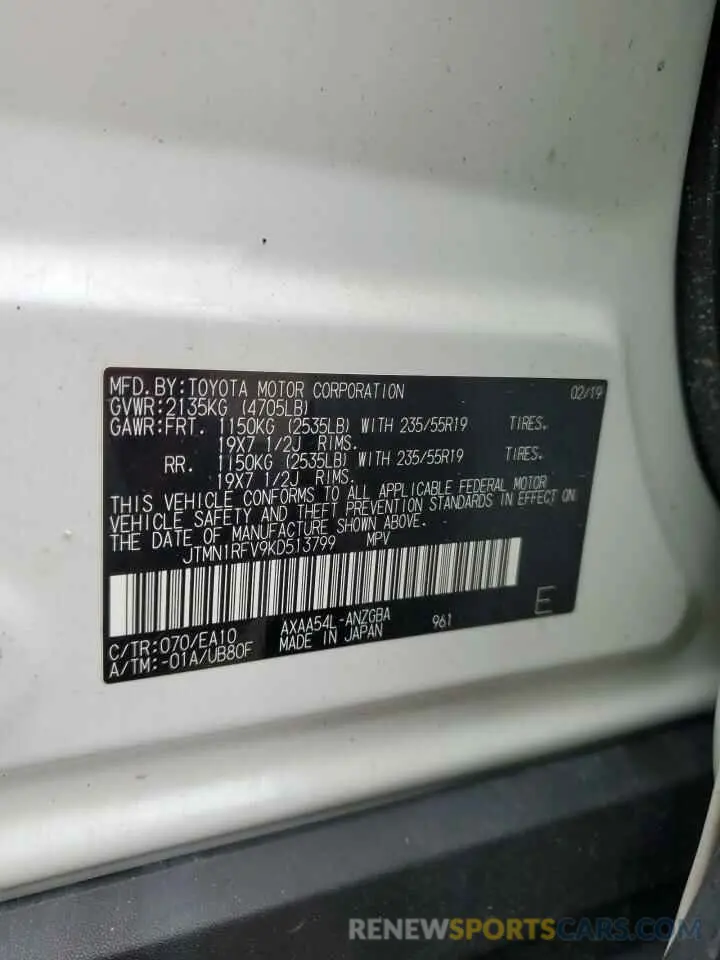 MFD.BY:TOYOTA MOTOR CORPORATION 02/19
GVWR:2135KG (4705LB)
GAWR:FRT. 1150KG (2535LB) WITH 235/55R19 TIRES.
19X7 1/2J RIMS.
RR. 1150KG (2535LB) WITH 235/55R19 TIRES.
19X7 1/2J RIMS.
THIS VEHICLE CONFORMS TO ALL APPLICABLE FEDERAL MOTOR
VEHICLE SAFETY AND THEFT PREVENTION STANDARDS IN EFFECT ON
THE DATE OF MANUFACTURE SHOWN ABOVE.
JTMN1RFV9KD513799 MPV
C/TR:070/EA10 AXAA54L-ANZGBA 961 E
A/TM:-01A/UB80F MADE IN JAPAN
RENEWSPORTSCARS.COM